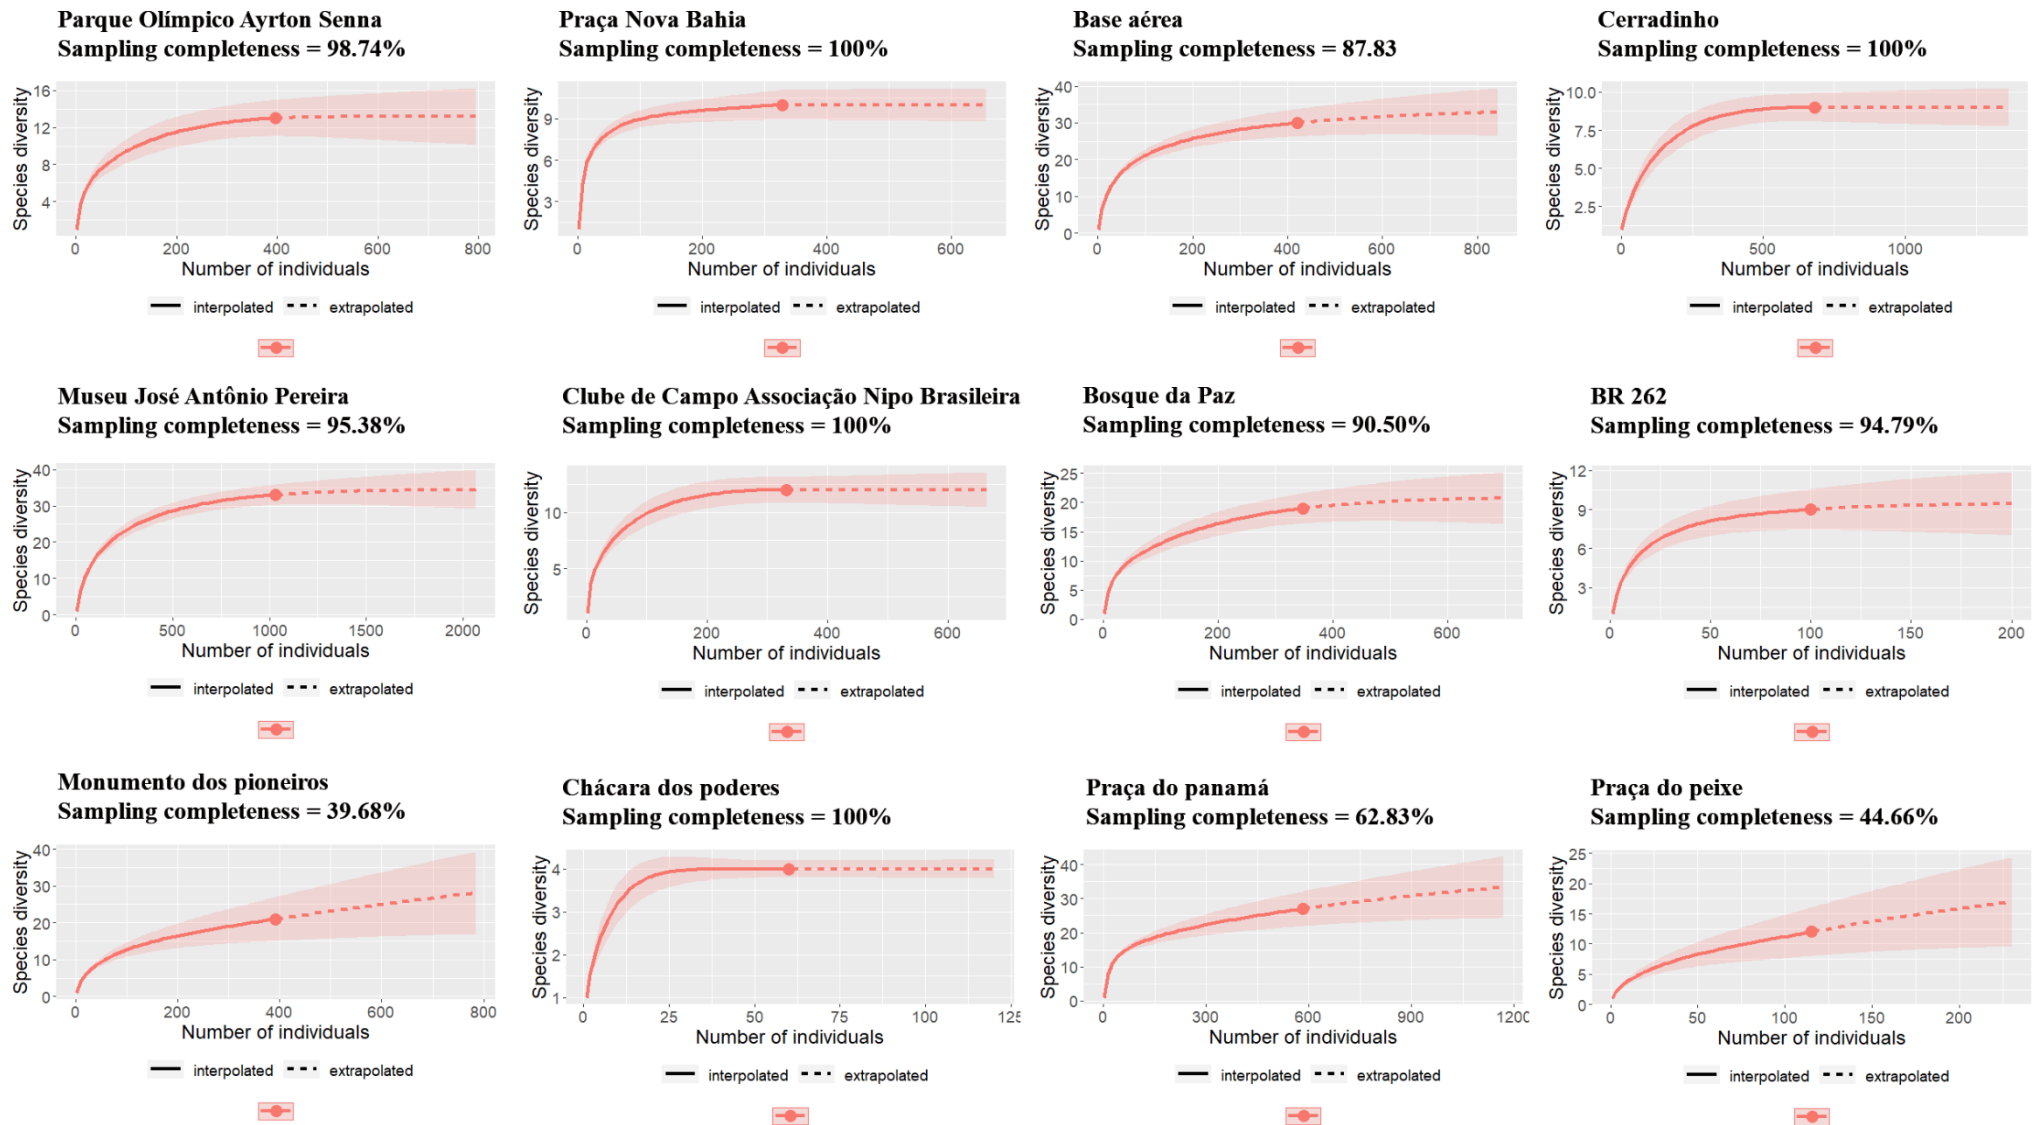 Parque Olímpico Ayrton Senna
Sampling completeness = 98.74%
Species diversity
16
12
8
4
0 200 400 600 800
Number of individuals
interpolated extrapolated
Praça Nova Bahia
Sampling completeness = 100%
Species diversity
9
6
3
0 200 400 600
Number of individuals
interpolated extrapolated
Base aérea
Sampling completeness = 87.83
Species diversity
40
30
20
10
0
0 200 400 600 800
Number of individuals
interpolated extrapolated
Cerradinho
Sampling completeness = 100%
Species diversity
10.0
7.5
5.0
2.5
0 500 1000
Number of individuals
interpolated extrapolated
Museu José Antônio Pereira
Sampling completeness = 95.38%
Species diversity
40
30
20
10
0
0 500 1000 1500 2000
Number of individuals
interpolated extrapolated
Clube de Campo Associação Nipo Brasileira
Sampling completeness = 100%
Species diversity
10
5
0 200 400 600
Number of individuals
interpolated extrapolated
Bosque da Paz
Sampling completeness = 90.50%
Species diversity
25
20
15
10
5
0
0 200 400 600
Number of individuals
interpolated extrapolated
BR 262
Sampling completeness = 94.79%
Species diversity
12
9
6
3
0 50 100 150 200
Number of individuals
interpolated extrapolated
Monumento dos pioneiros
Sampling completeness = 39.68%
Species diversity
40
30
20
10
0
0 200 400 600 800
Number of individuals
interpolated extrapolated
Chácara dos poderes
Sampling completeness = 100%
Species diversity
4
3
2
1
0 25 50 75 100 12
Number of individuals
interpolated extrapolated
Praça do panamá
Sampling completeness = 62.83%
Species diversity
40
30
20
10
0
0 300 600 900 1200
Number of individuals
interpolated extrapolated
Praça do peixe
Sampling completeness = 44.66%
Species diversity
25
20
15
10
5
0
0 50 100 150 200
Number of individuals
interpolated extrapolated